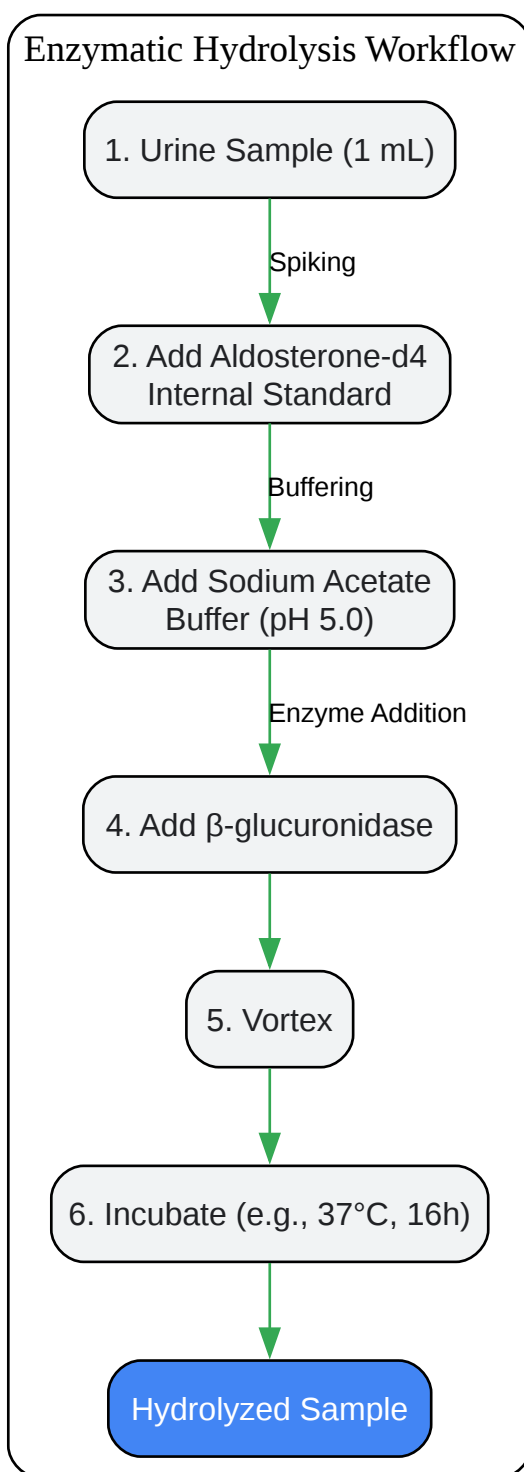 Enzymatic Hydrolysis Workflow
1. Urine Sample (1 mL)
Spiking
2. Add Aldosterone-d4
Internal Standard
Buffering
3. Add Sodium Acetate
Buffer (pH 5.0)
Enzyme Addition
4. Add β-glucuronidase
5. Vortex
6. Incubate (e.g., 37°C, 16h)
Hydrolyzed Sample